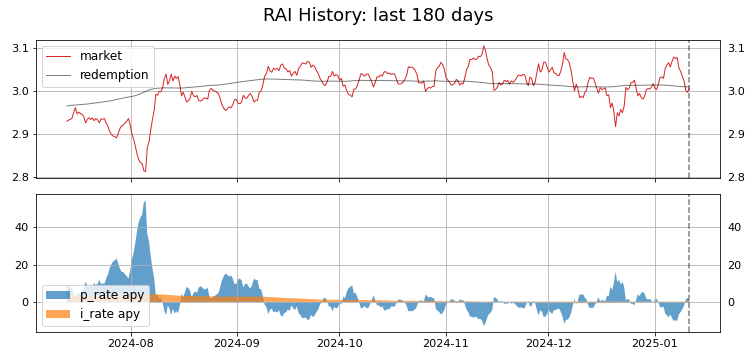 RAI History: last 180 days
3.1
3.0
2.9
2.8
market
redemption
3.1
3.0
2.9
2.8
40
20
0
p_rate apy
i_rate apy
40
20
0
2024-08 2024-09 2024-10 2024-11 2024-12 2025-01